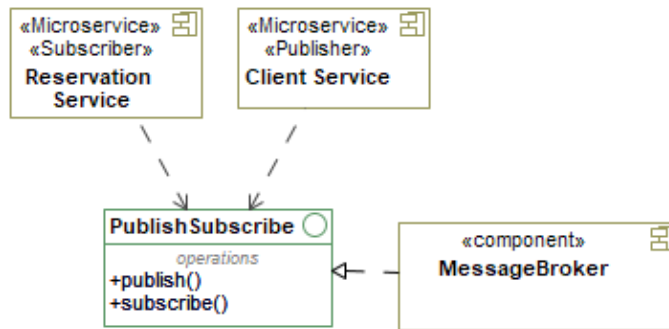 «Microservice»
«Subscriber»
Reservation
Service
«Microservice»
«Publisher»
Client Service
PublishSubscribe
operations
+publish()
+subscribe()
«component»
MessageBroker